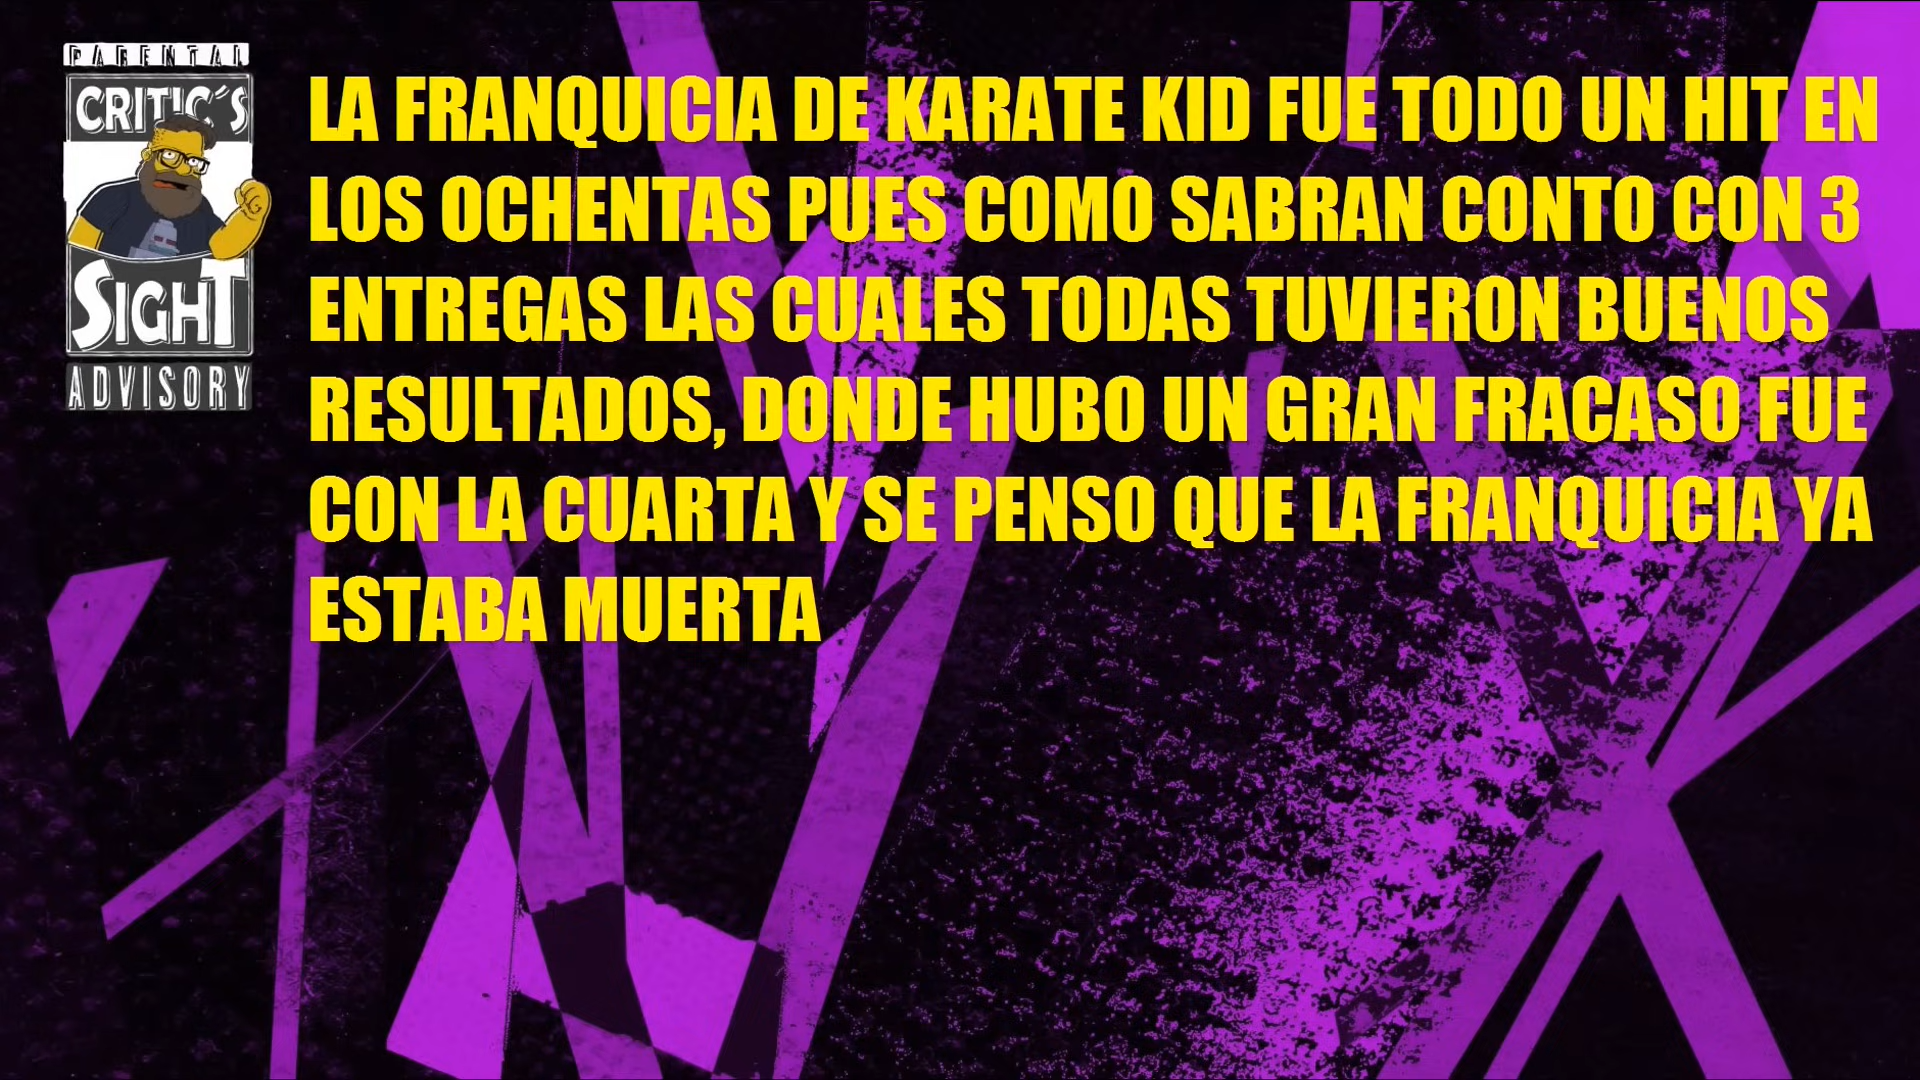 PARENTAL
CRITIC´S
SIGHT
ADVISORY
LA FRANQUICIA DE KARATE KID FUE TODO UN HIT EN
LOS OCHENTAS PUES COMO SABRAN CONTO CON 3
ENTREGAS LAS CUALES TODAS TUVIERON BUENOS
RESULTADOS, DONDE HUBO UN GRAN FRACASO FUE
CON LA CUARTA Y SE PENSO QUE LA FRANQUICIA YA
ESTABA MUERTA